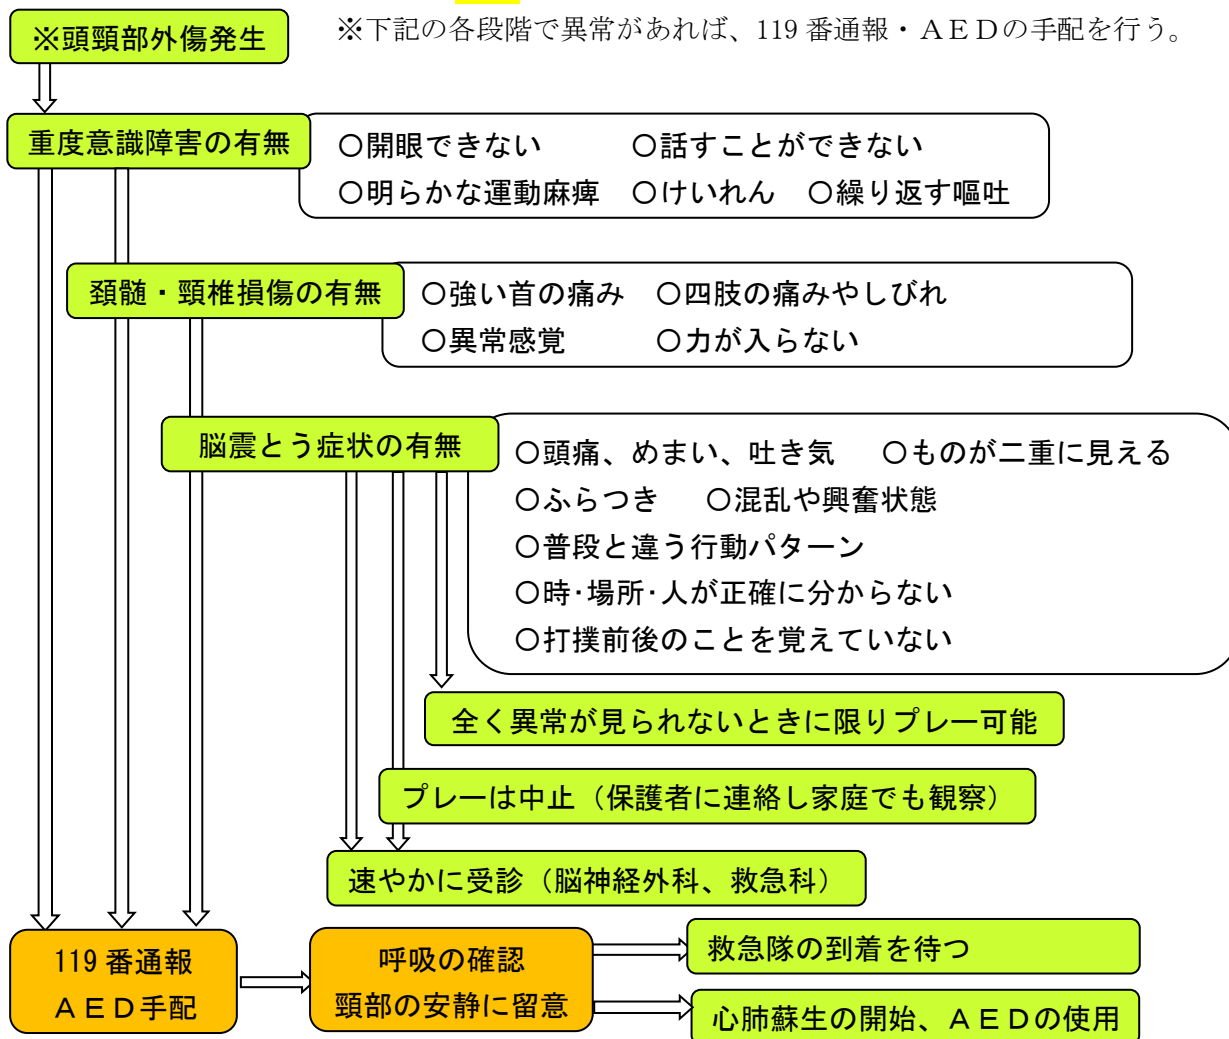 ※頭頸部外傷発生
※下記の各段階で異常があれば、119 番通報・ＡＥＤの手配を行う。
重度意識障害の有無
○開眼できない ○話すことができない
○明らかな運動麻痺 ○けいれん ○繰り返す嘔吐
頚髄・頸椎損傷の有無
○強い首の痛み ○四肢の痛みやしびれ
○異常感覚 ○力が入らない
脳震とう症状の有無
○頭痛、めまい、吐き気 ○ものが二重に見える
○ふらつき ○混乱や興奮状態
○普段と違う行動パターン
○時･場所･人が正確に分からない
○打撲前後のことを覚えていない
全く異常が見られないときに限りプレー可能
プレーは中止（保護者に連絡し家庭でも観察）
速やかに受診（脳神経外科、救急科）
119 番通報
ＡＥＤ手配
呼吸の確認
頸部の安静に留意
救急隊の到着を待つ
心肺蘇生の開始、ＡＥＤの使用